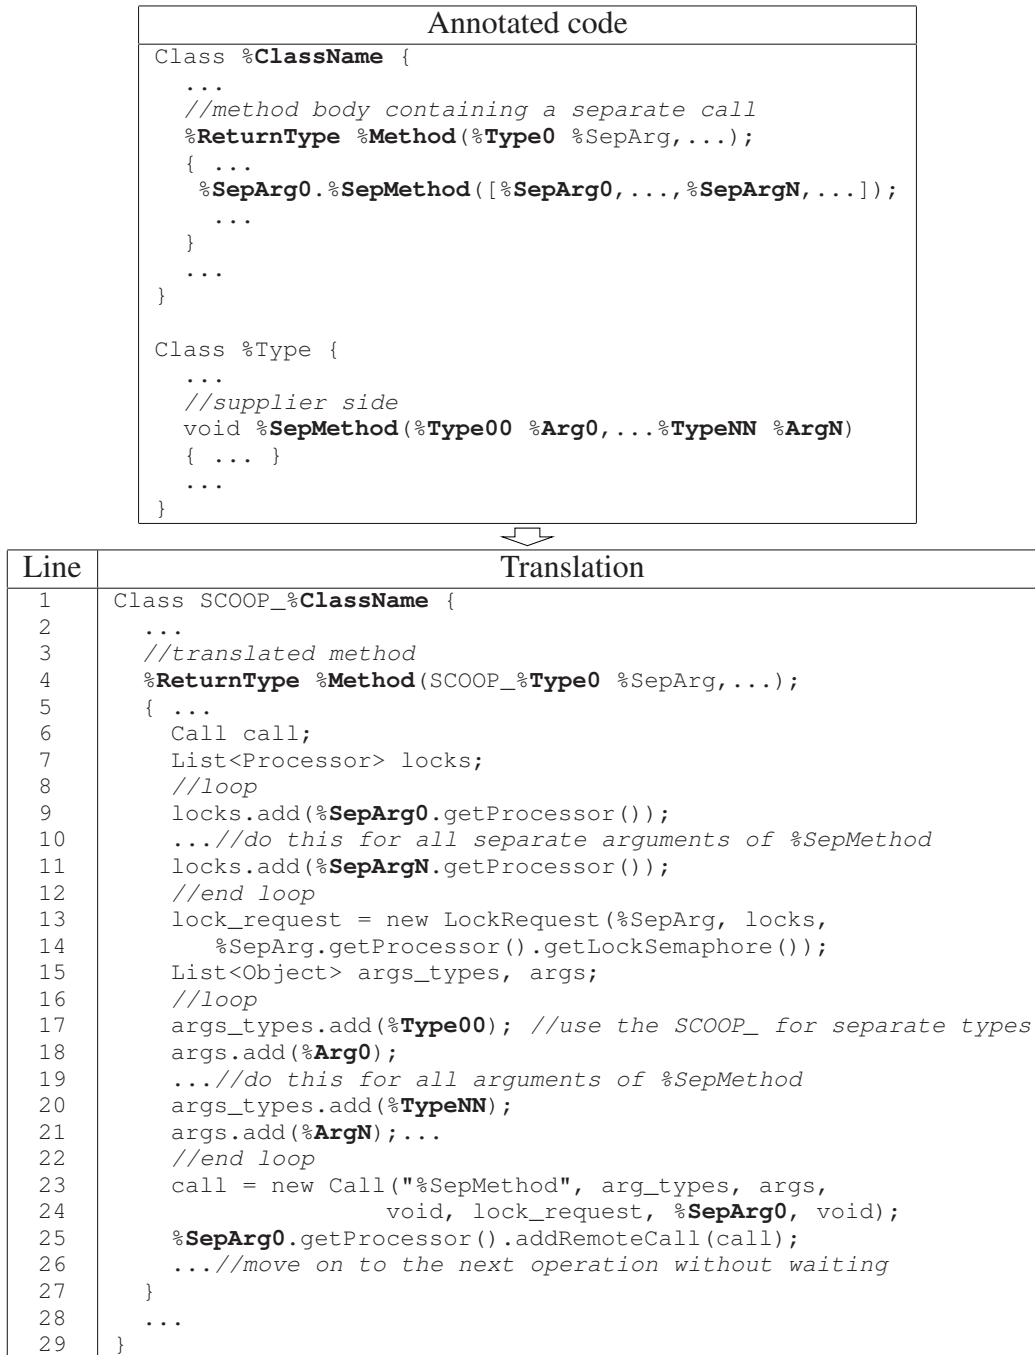 Annotated code
Class %ClassName {
...
//method body containing a separate call
%ReturnType %Method(%Type0 %SepArg,...);
{ ...
%SepArg0.%SepMethod([%SepArg0,...,%SepArgN,...]);
...
}
...
}
Class %Type {
...
//supplier side
void %SepMethod(%Type00 %Arg0,...%TypeNN %ArgN)
{ ... }
...
}
Line Translation
1 Class SCOOP_%ClassName {
2 ...
3 //translated method
4 %ReturnType %Method(SCOOP_%Type0 %SepArg,...);
5 { ...
6 Call call;
7 List<Processor> locks;
8 //loop
9 locks.add(%SepArg0.getProcessor());
10 ...//do this for all separate arguments of %SepMethod
11 locks.add(%SepArgN.getProcessor());
12 //end loop
13 lock_request = new LockRequest(%SepArg, locks,
14 %SepArg.getProcessor().getLockSemaphore());
15 List<Object> args_types, args;
16 //loop
17 args_types.add(%Type00); //use the SCOOP_ for separate types
18 args.add(%Arg0);
19 ...//do this for all arguments of %SepMethod
20 args_types.add(%TypeNN);
21 args.add(%ArgN);...
22 //end loop
23 call = new Call("%SepMethod", arg_types, args,
24 void, lock_request, %SepArg0, void);
25 %SepArg0.getProcessor().addRemoteCall(call);
26 ...//move on to the next operation without waiting
27 }
28 ...
29 }